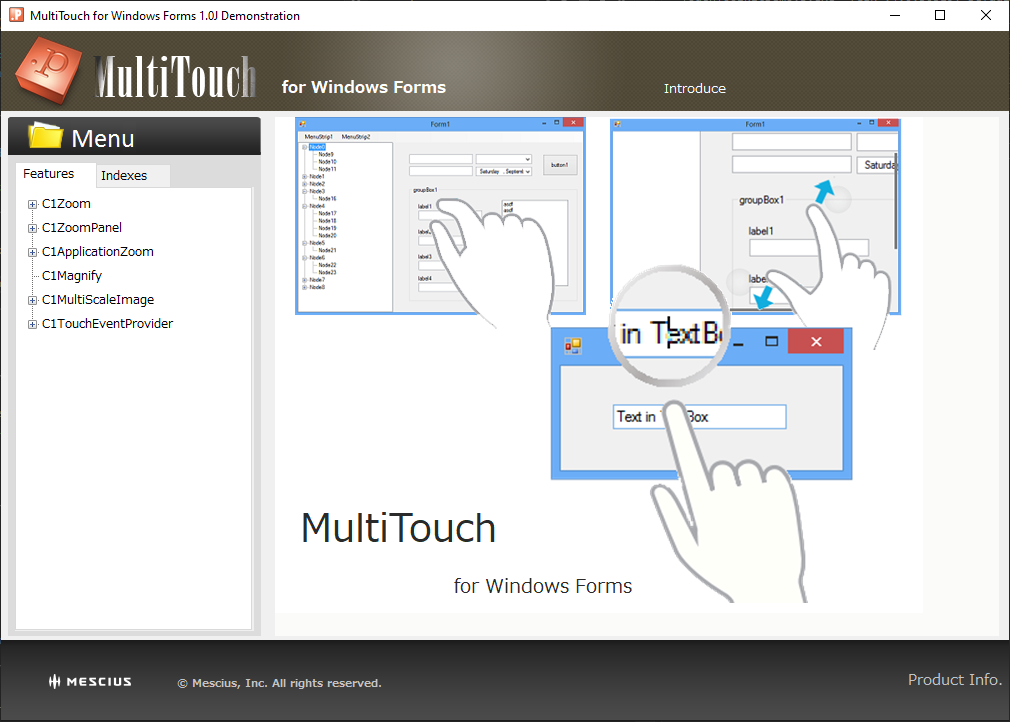 MultiTouch for Windows Forms 1.0J Demonstration
MultiTouch
for Windows Forms
Introduce
Menu
Features
Indexes
C1Zoom
C1ZoomPanel
C1ApplicationZoom
C1Magnify
C1MultiScaleImage
C1TouchEventProvider
Form1
MenuStrip1 MenuStrip2
Node0
Node9
Node10
Node11
Node1
Node2
Node3
Node16
Node4
Node17
Node18
Node19
Node20
Node5
Node21
Node6
Node22
Node23
Node7
Node8
button1
Saturday , Septemb
groupBox1
label1
asdf
asdf
label2
label3
label4
Form1
Saturda
groupBox1
label1
label
in TextBo
Text in Box
MultiTouch
for Windows Forms
MESCIUS
© Mescius, Inc. All rights reserved.
Product Info.